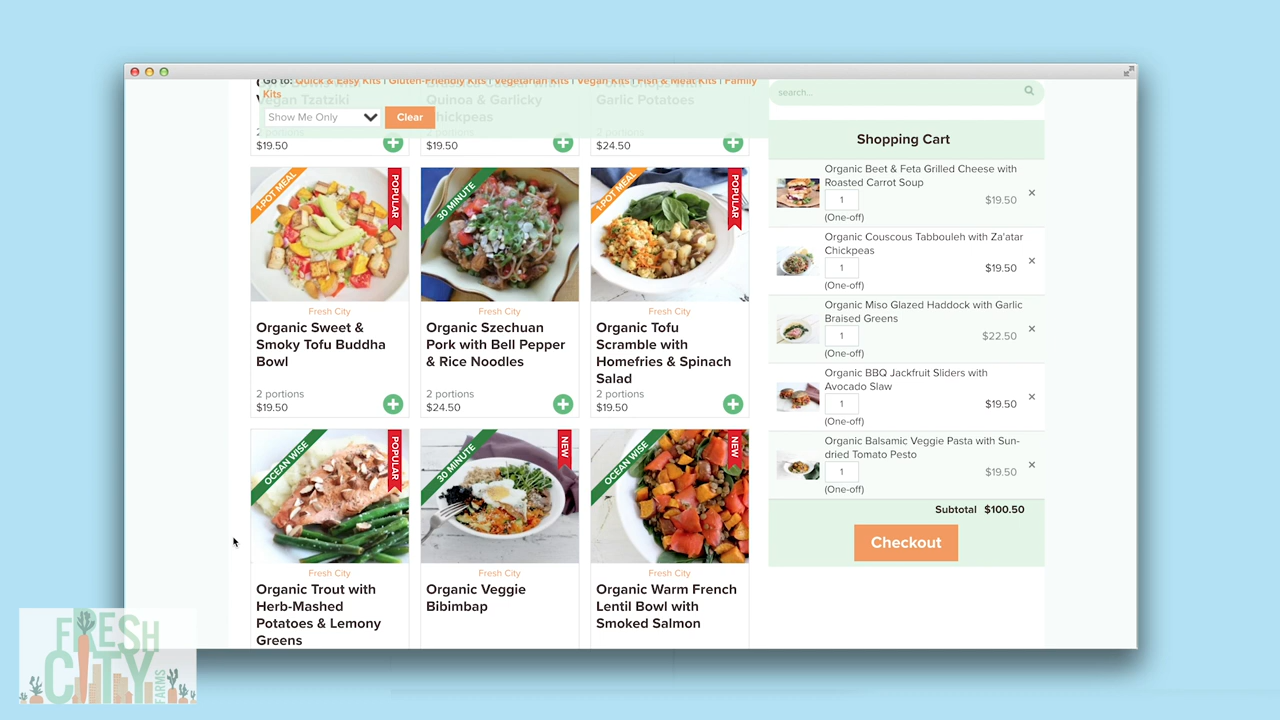 Go to: Quick & Easy Kits | Gluten-Friendly Kits | Vegetarian Kits | Vegan Kits | Fish & Meat Kits | Family
Kits
Vegan Tzatziki
Quinoa & Garlicky
Chickpeas
Garlic Potatoes
Show Me Only
Clear
2 portions
$19.50
$19.50
$24.50
1-POT MEAL
POPULAR
30 MINUTE
1-POT MEAL
POPULAR
Fresh City
Organic Sweet &
Smoky Tofu Buddha
Bowl
2 portions
$19.50
Fresh City
Organic Szechuan
Pork with Bell Pepper
& Rice Noodles
2 portions
$24.50
Fresh City
Organic Tofu
Scramble with
Homefries & Spinach
Salad
2 portions
$19.50
OCEAN WISE
POPULAR
30 MINUTE
NEW
OCEAN WISE
NEW
Fresh City
Organic Trout with
Herb-Mashed
Potatoes & Lemony
Greens
Fresh City
Organic Veggie
Bibimbap
Fresh City
Organic Warm French
Lentil Bowl with
Smoked Salmon
search...
Shopping Cart
Organic Beet & Feta Grilled Cheese with
Roasted Carrot Soup
1
$19.50
(One-off)
Organic Couscous Tabbouleh with Za'atar
Chickpeas
1
$19.50
(One-off)
Organic Miso Glazed Haddock with Garlic
Braised Greens
1
$22.50
(One-off)
Organic BBQ Jackfruit Sliders with
Avocado Slaw
1
$19.50
(One-off)
Organic Balsamic Veggie Pasta with Sun-
dried Tomato Pesto
1
$19.50
(One-off)
Subtotal $100.50
Checkout
FRESH
CITY
FARMS